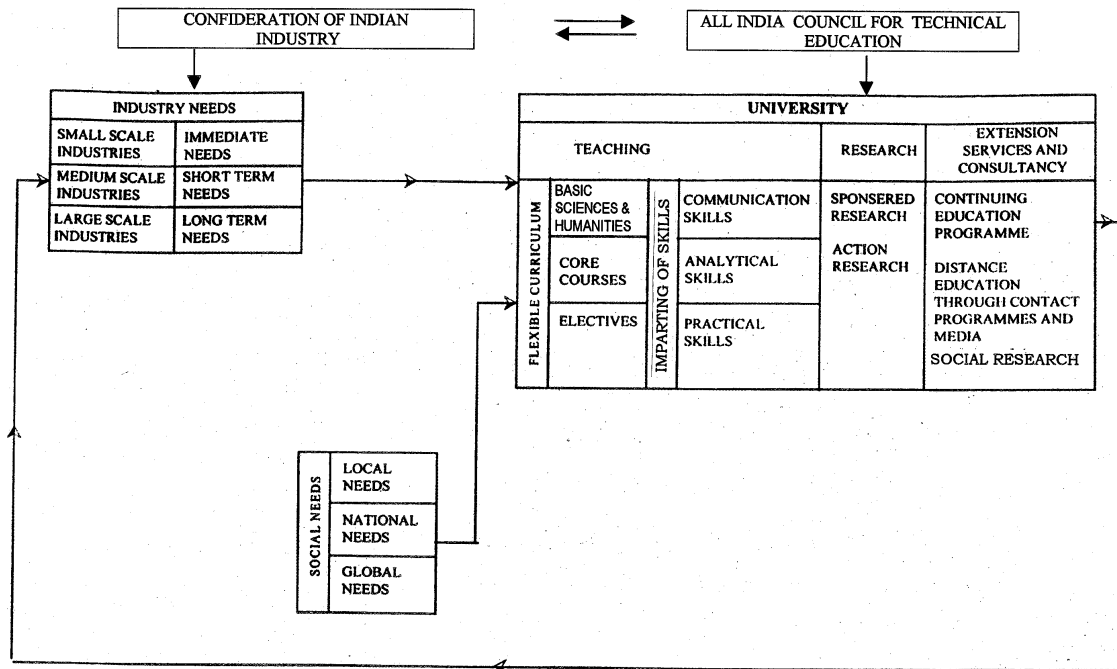 CONFIDERATION OF INDIAN
INDUSTRY
ALL INDIA COUNCIL FOR TECHNICAL
EDUCATION
INDUSTRY NEEDS
SMALL SCALE
INDUSTRIES
IMMEDIATE
NEEDS
MEDIUM SCALE
INDUSTRIES
SHORT TERM
NEEDS
LARGE SCALE
INDUSTRIES
LONG TERM
NEEDS
UNIVERSITY
TEACHING
RESEARCH
EXTENSION
SERVICES AND
CONSULTANCY
FLEXIBLE CURRICULUM
BASIC
SCIENCES &
HUMANITIES
CORE
COURSES
ELECTIVES
IMPARTING OF SKILLS
COMMUNICATION
SKILLS
ANALYTICAL
SKILLS
PRACTICAL
SKILLS
SPONSERED
RESEARCH
ACTION
RESEARCH
CONTINUING
EDUCATION
PROGRAMME
DISTANCE
EDUCATION
THROUGH CONTACT
PROGRAMMES AND
MEDIA
SOCIAL RESEARCH
SOCIAL NEEDS
LOCAL
NEEDS
NATIONAL
NEEDS
GLOBAL
NEEDS